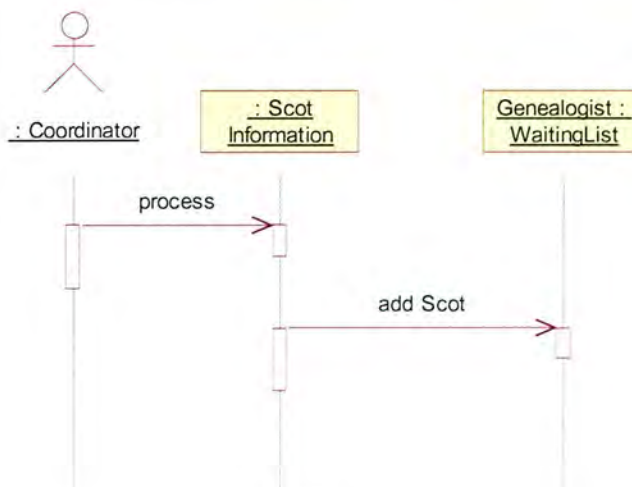 : Coordinator
: Scot
Information
Genealogist :
WaitingList
process
add Scot